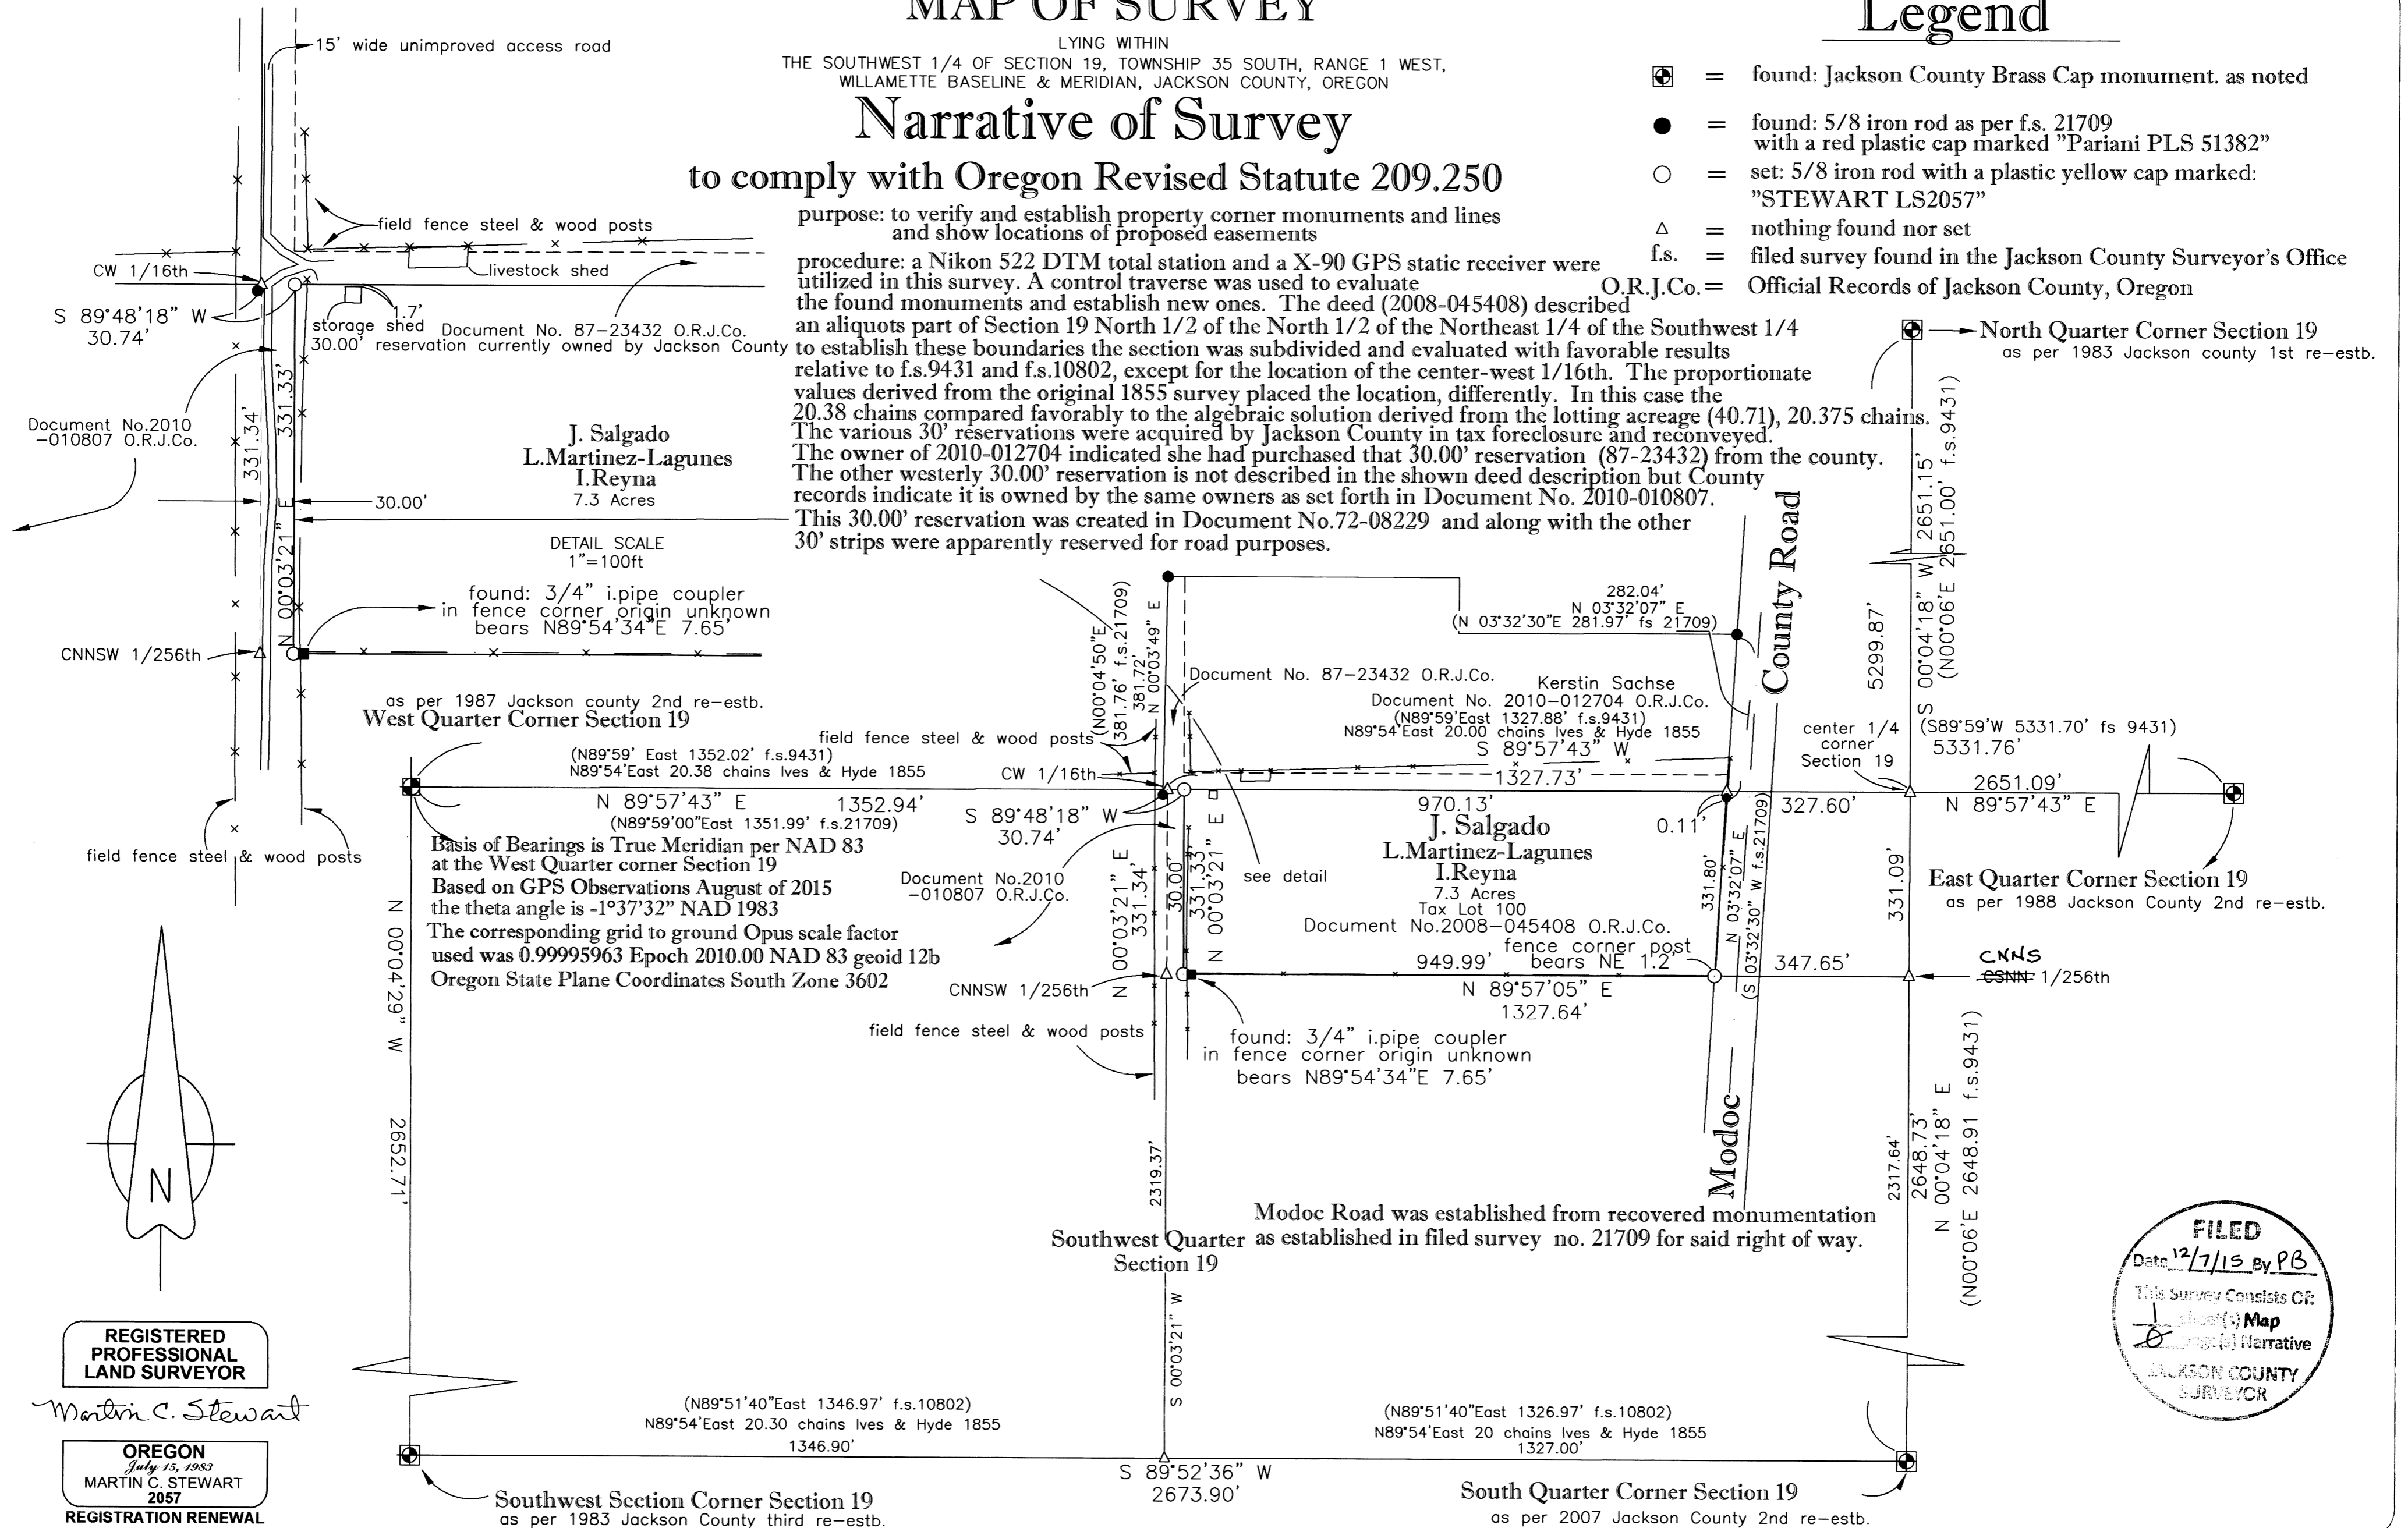 MAP OF SURVEY
LYING WITHIN
THE SOUTHWEST 1/4 OF SECTION 19, TOWNSHIP 35 SOUTH, RANGE 1 WEST,
WILLAMETTE BASELINE & MERIDIAN, JACKSON COUNTY, OREGON
Narrative of Survey
to comply with Oregon Revised Statute 209.250
purpose: to verify and establish property corner monuments and lines
and show locations of proposed easements
procedure: a Nikon 522 DTM total station and a X-90 GPS static receiver were
utilized in this survey. A control traverse was used to evaluate
the found monuments and establish new ones. The deed (2008-045408) described
an aliquots part of Section 19 North 1/2 of the North 1/2 of the Northeast 1/4 of the Southwest 1/4
to establish these boundaries the section was subdivided and evaluated with favorable results
relative to f.s.9431 and f.s.10802, except for the location of the center-west 1/16th. The proportionate
values derived from the original 1855 survey placed the location, differently. In this case the
20.38 chains compared favorably to the algebraic solution derived from the lotting acreage (40.71), 20.375 chains.
The various 30' reservations were acquired by Jackson County in tax foreclosure and reconveyed.
The owner of 2010-012704 indicated she had purchased that 30.00' reservation (87-23432) from the county.
The other westerly 30.00' reservation is not described in the shown deed description but County
records indicate it is owned by the same owners as set forth in Document No. 2010-010807.
This 30.00' reservation was created in Document No.72-08229 and along with the other
30' strips were apparently reserved for road purposes.
Legend
= found: Jackson County Brass Cap monument. as noted
= found: 5/8 iron rod as per f.s. 21709
with a red plastic cap marked "Pariani PLS 51382"
= set: 5/8 iron rod with a plastic yellow cap marked:
"STEWART LS2057"
= nothing found nor set
f.s. = filed survey found in the Jackson County Surveyor's Office
O.R.J.Co.= Official Records of Jackson County, Oregon
15' wide unimproved access road
field fence steel & wood posts
livestock shed
CW 1/16th
S 89°48'18" W
30.74'
1.7'
storage shed
Document No. 87-23432 O.R.J.Co.
30.00' reservation currently owned by Jackson County
331.34'
331.33'
N 00°03'21" E
Document No.2010
-010807 O.R.J.Co.
J. Salgado
L.Martinez-Lagunes
I.Reyna
7.3 Acres
30.00'
DETAIL SCALE
1"=100ft
found: 3/4" i.pipe coupler
in fence corner origin unknown
bears N89°54'34"E 7.65'
CNNSW 1/256th
field fence steel & wood posts
as per 1987 Jackson county 2nd re-estb.
West Quarter Corner Section 19
(N89°59' East 1352.02' f.s.9431)
N89°54'East 20.38 chains Ives & Hyde 1855
N 89°57'43" E 1352.94'
(N89°59'00"East 1351.99' f.s.21709)
Basis of Bearings is True Meridian per NAD 83
at the West Quarter corner Section 19
Based on GPS Observations August of 2015
the theta angle is -1°37'32" NAD 1983
The corresponding grid to ground Opus scale factor
used was 0.99995963 Epoch 2010.00 NAD 83 geoid 12b
Oregon State Plane Coordinates South Zone 3602
N 00°04'29" W
2652.71'
(N00°04'50"E
381.76' f.s.21709)
381.72'
N 00°03'49" E
282.04'
N 03°32'07" E
(N 03°32'30"E 281.97' fs 21709)
County Road
Document No. 87-23432 O.R.J.Co.
Kerstin Sachse
Document No. 2010-012704 O.R.J.Co.
(N89°59'East 1327.88' f.s.9431)
N89°54'East 20.00 chains Ives & Hyde 1855
S 89°57'43" W
1327.73'
field fence steel & wood posts
CW 1/16th
S 89°48'18" W
30.74'
970.13'
0.11'
327.60'
J. Salgado
L.Martinez-Lagunes
I.Reyna
7.3 Acres
Tax Lot 100
Document No.2008-045408 O.R.J.Co.
see detail
Document No.2010
-010807 O.R.J.Co.
N 00°03'21" E
331.34'
30.00"
331.33'
N 00°03'21" E
331.80'
N 03°32'07" E
(S 03°32'30" W f.s.21709)
331.09'
fence corner post
bears NE 1.2'
949.99'
347.65'
N 89°57'05" E
1327.64'
CNNSW 1/256th
CNNS
CSNN 1/256th
field fence steel & wood posts
found: 3/4" i.pipe coupler
in fence corner origin unknown
bears N89°54'34"E 7.65'
North Quarter Corner Section 19
as per 1983 Jackson county 1st re-estb.
5299.87'
S 00°04'18" W 2651.15'
(N00°06'E 2651.00' f.s.9431)
center 1/4
corner
Section 19
(S89°59'W 5331.70' fs 9431)
5331.76'
2651.09'
N 89°57'43" E
East Quarter Corner Section 19
as per 1988 Jackson County 2nd re-estb.
Modoc
2319.37'
S 00°03'21" W
2317.64'
2648.73'
N 00°04'18" E
(N00°06'E 2648.91 f.s.9431)
Modoc Road was established from recovered monumentation
as established in filed survey no. 21709 for said right of way.
Southwest Quarter
Section 19
(N89°51'40"East 1346.97' f.s.10802)
N89°54'East 20.30 chains Ives & Hyde 1855
1346.90'
(N89°51'40"East 1326.97' f.s.10802)
N89°54'East 20 chains Ives & Hyde 1855
1327.00'
S 89°52'36" W
2673.90'
Southwest Section Corner Section 19
as per 1983 Jackson County third re-estb.
South Quarter Corner Section 19
as per 2007 Jackson County 2nd re-estb.
N
REGISTERED
PROFESSIONAL
LAND SURVEYOR
Martin C. Stewart
OREGON
July 15, 1983
MARTIN C. STEWART
2057
REGISTRATION RENEWAL
FILED
Date 12/7/15 By PB
This Survey Consists Of:
1 sheet(s) Map
0 page(s) Narrative
JACKSON COUNTY
SURVEYOR